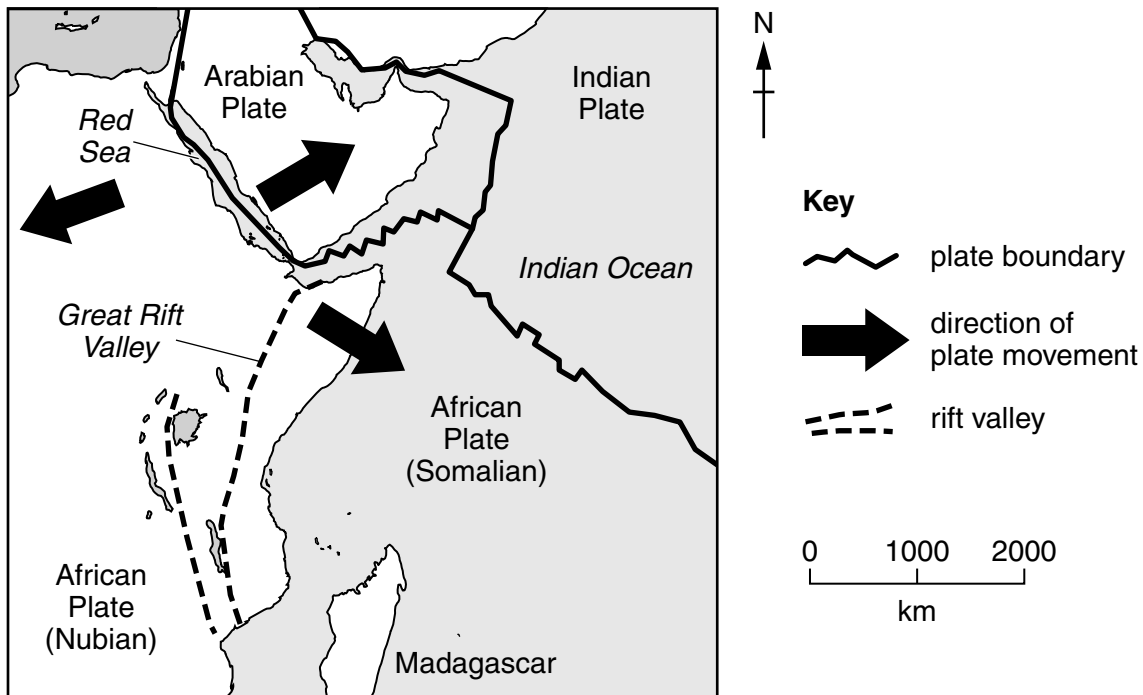 Arabian
Plate
Indian
Plate
Red
Sea
Indian Ocean
Great Rift
Valley
African
Plate
(Somalian)
African
Plate
(Nubian)
Madagascar
N
Key
plate boundary
direction of
plate movement
rift valley
0 1000 2000
km